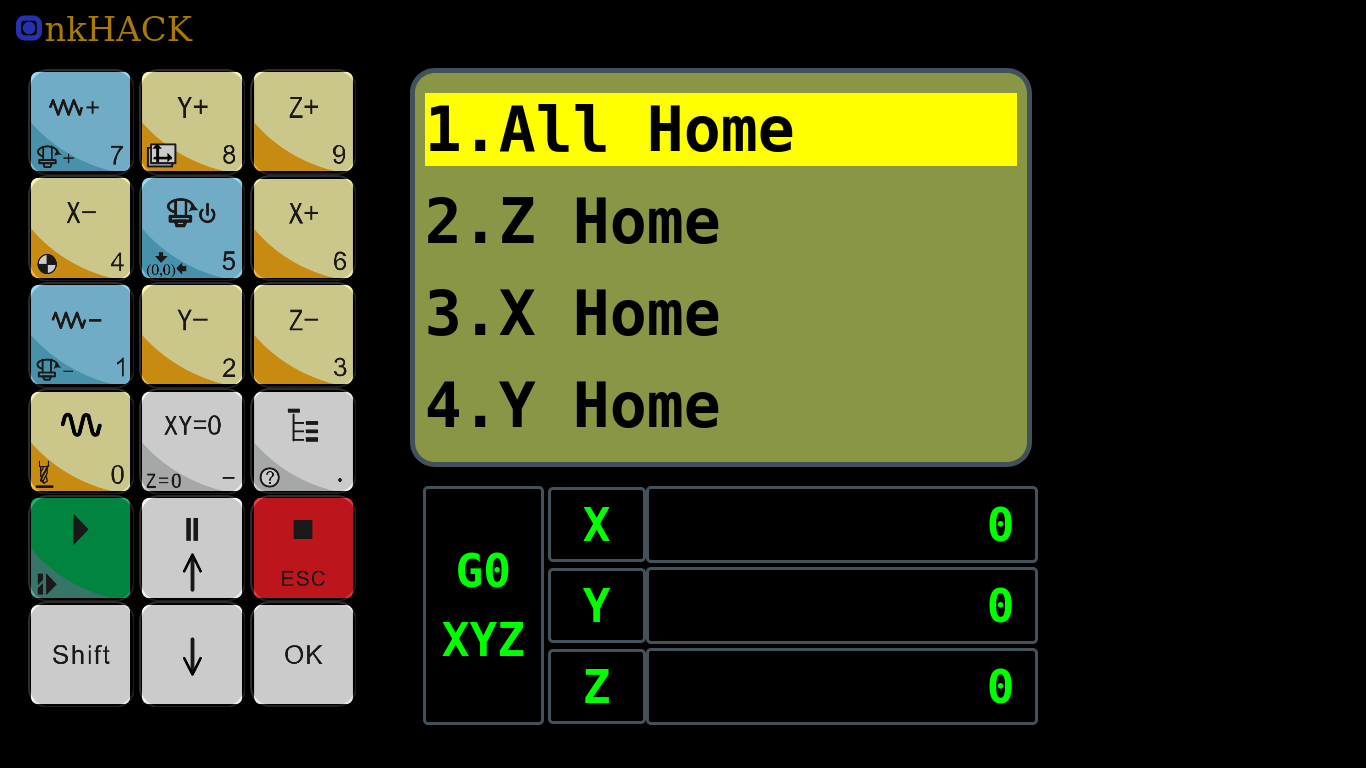 OnkHACK
+
+ 7
Y+
8
Z+
9
X−
4
(0,0) 5
X+
6
−
− 1
Y−
2
Z−
3
0
XY=0
Z=0 −
? .
ESC
Shift
OK
1.All Home
2.Z Home
3.X Home
4.Y Home
G0
XYZ
X 0
Y 0
Z 0